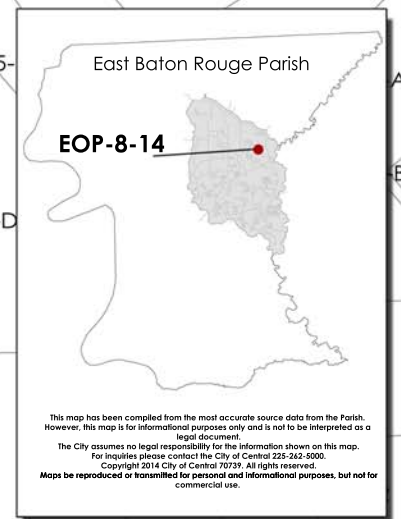 East Baton Rouge Parish
EOP-8-14
This map has been compiled from the most accurate source data from the Parish.
However, this map is for informational purposes only and is not to be interpreted as a
legal document.
The City assumes no legal responsibility for the information shown on this map.
For inquiries please contact the City of Central 225-262-5000.
Copyright 2014 City of Central 70739. All rights reserved.
Maps be reproduced or transmitted for personal and informational purposes, but not for
commercial use.
5-
D